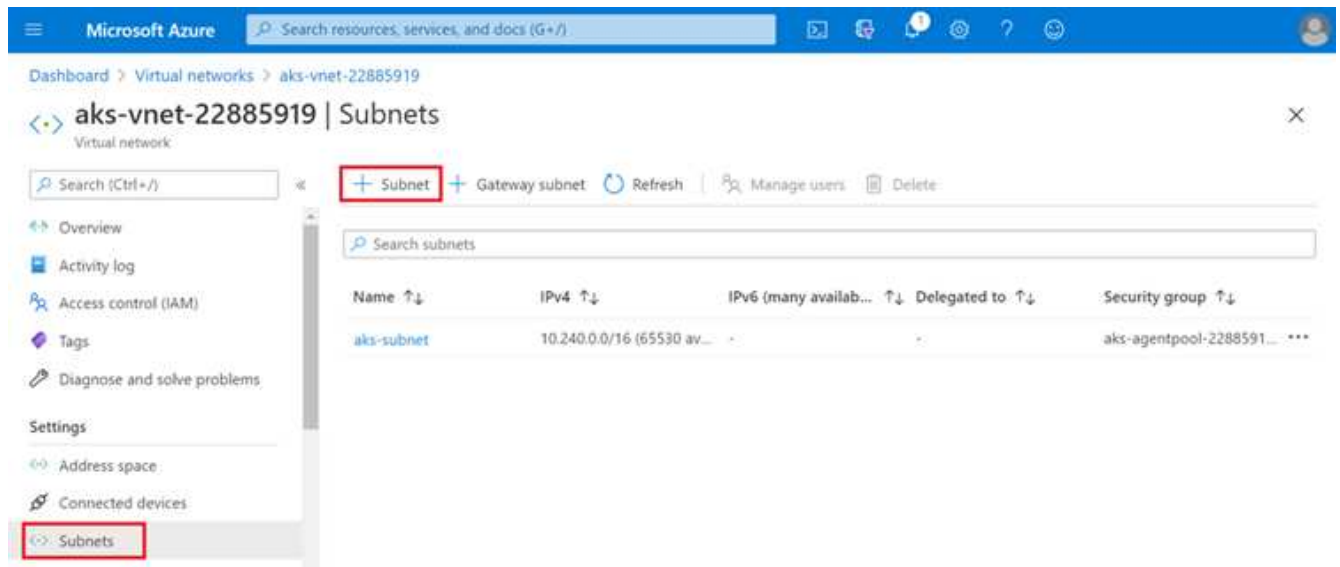 Microsoft Azure
Search resources, services, and docs (G+/)
1
?
Dashboard > Virtual networks > aks-vnet-22885919
aks-vnet-22885919 | Subnets
Virtual network
Search (Ctrl+/)
«
+ Subnet + Gateway subnet Refresh Manage users Delete
Overview
Search subnets
Activity log
Name ↑↓ IPv4 ↑↓ IPv6 (many availab... ↑↓ Delegated to ↑↓ Security group ↑↓
Access control (IAM)
aks-subnet 10.240.0.0/16 (65530 av... - - aks-agentpool-2288591... •••
Tags
Diagnose and solve problems
Settings
Address space
Connected devices
Subnets